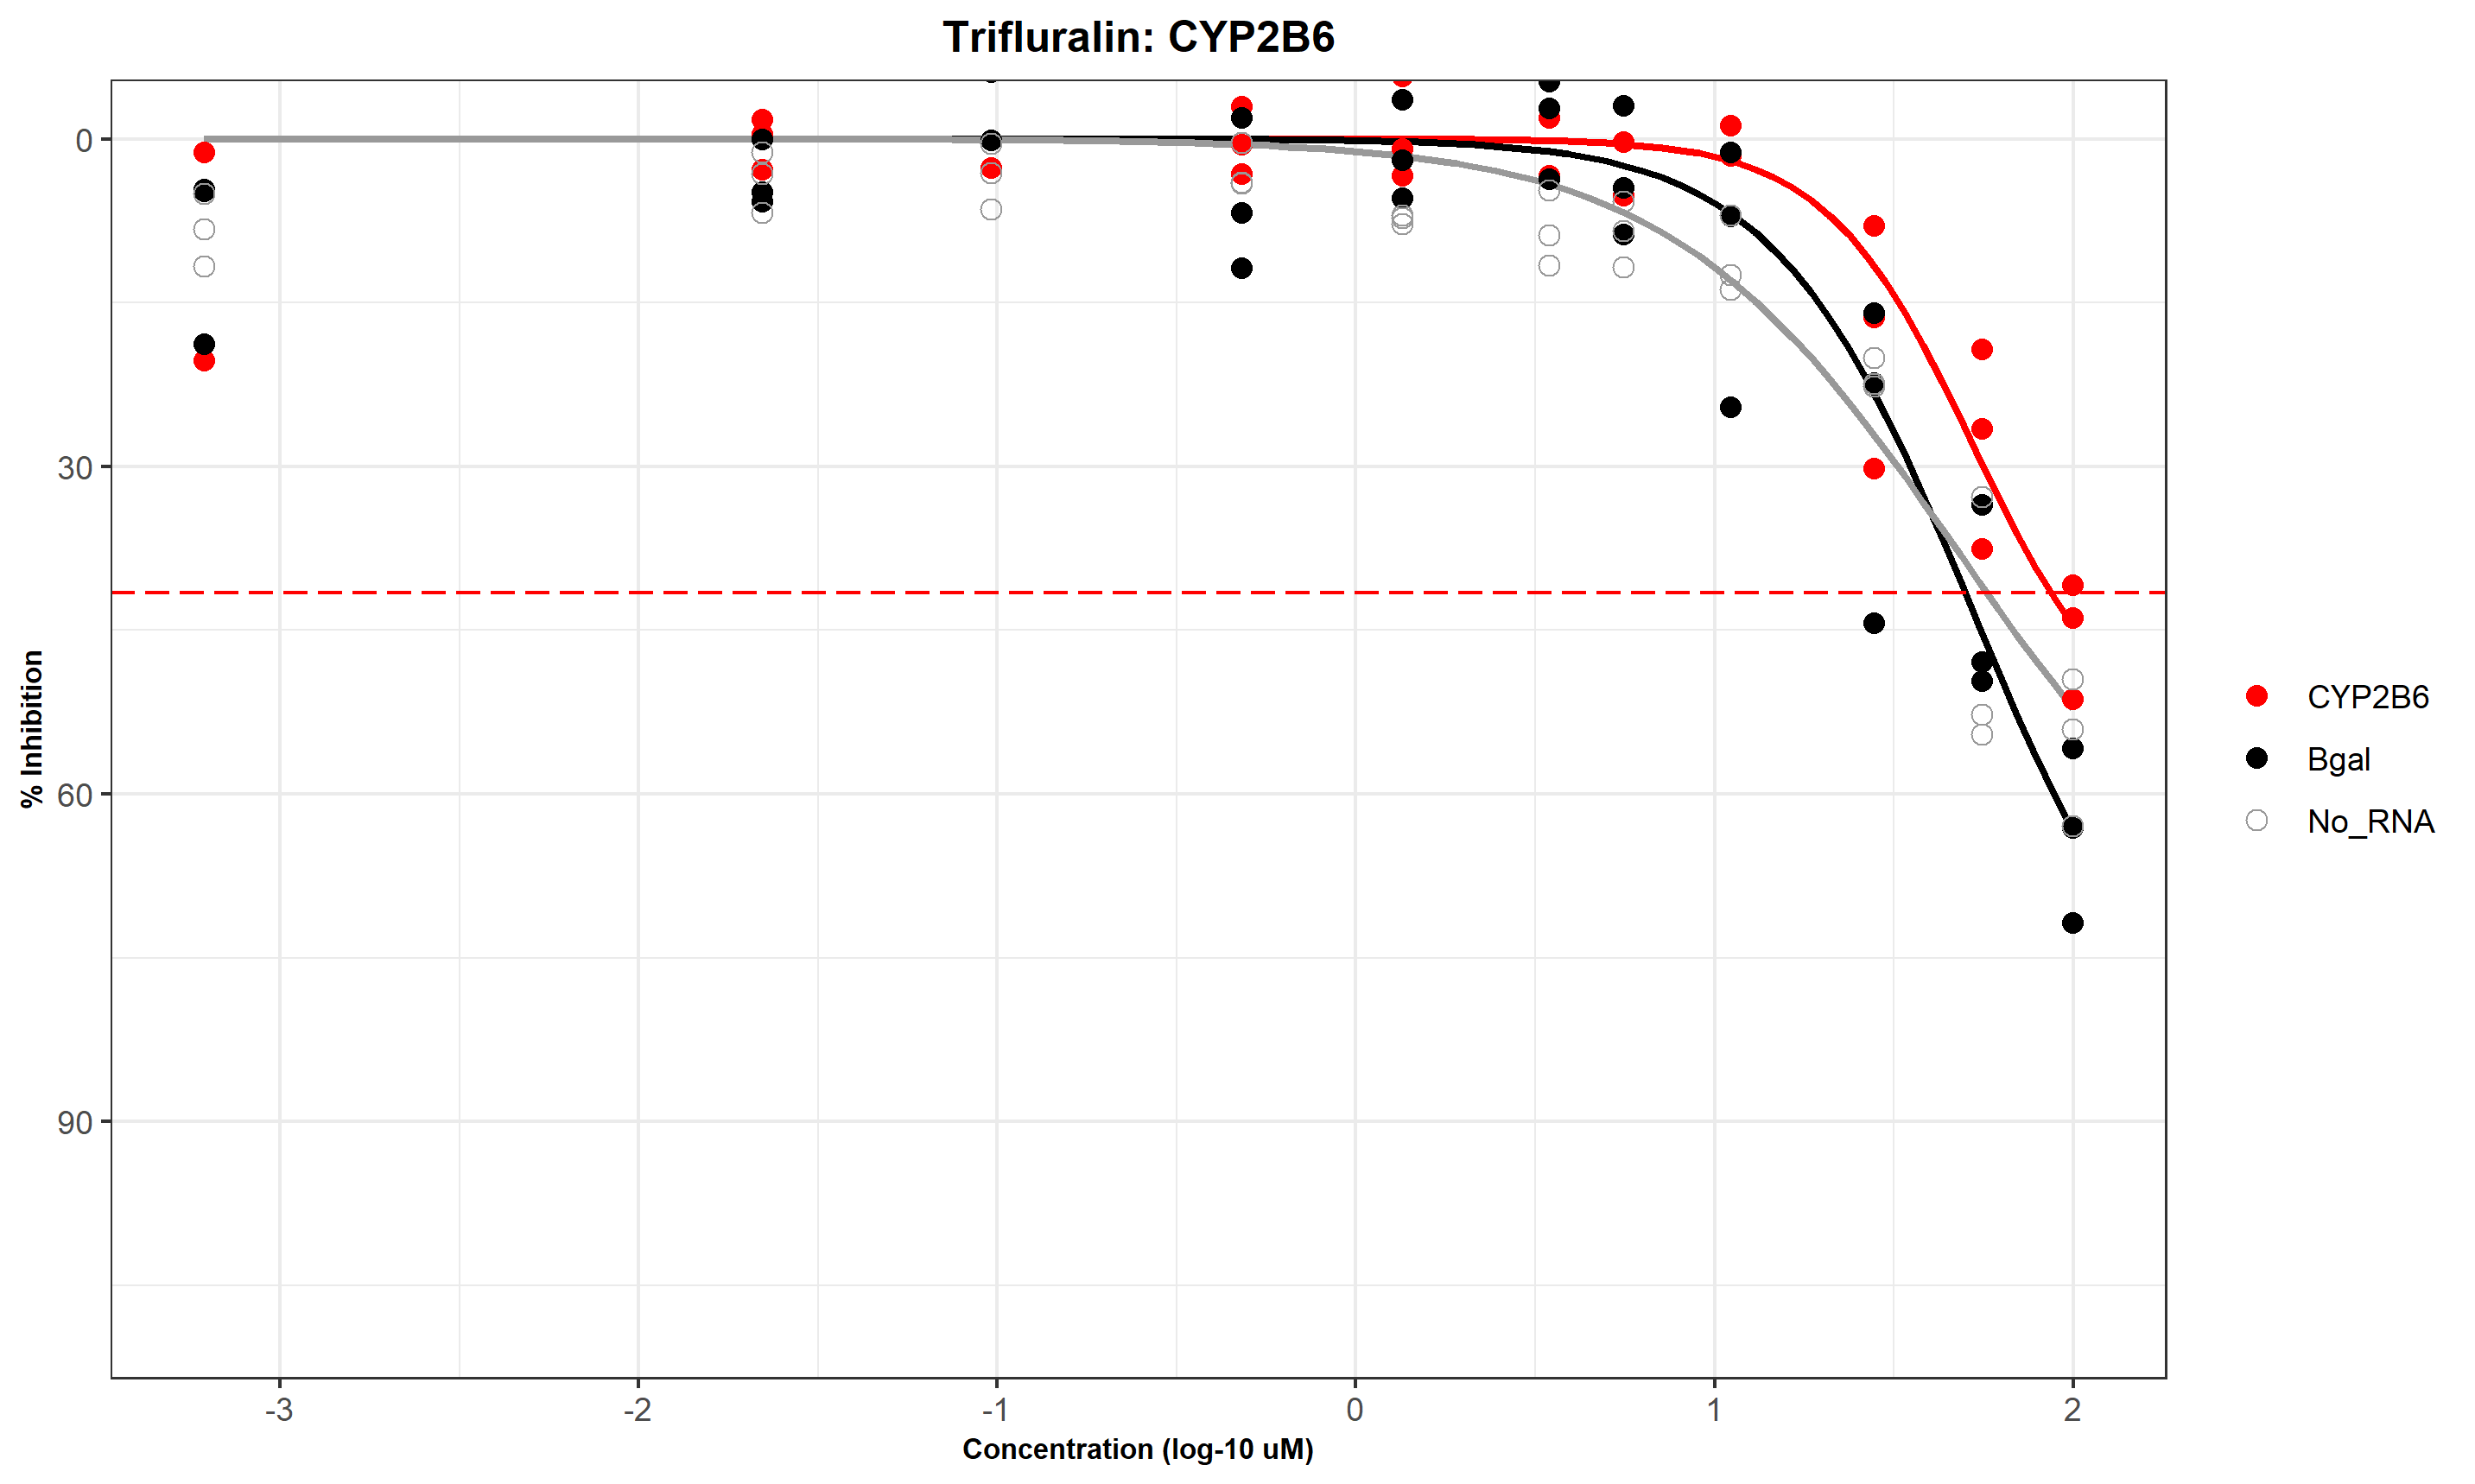 Trifluralin: CYP2B6
0
30
60
90
% Inhibition
-3
-2
-1
0
1
2
Concentration (log-10 uM)
CYP2B6
Bgal
No_RNA